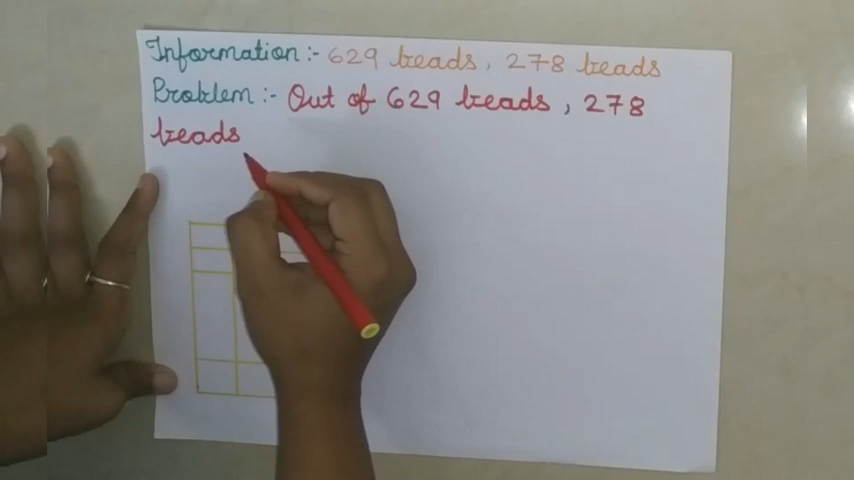 Information :- 629 beads, 278 beads
Problem :- Out of 629 beads, 278
beads